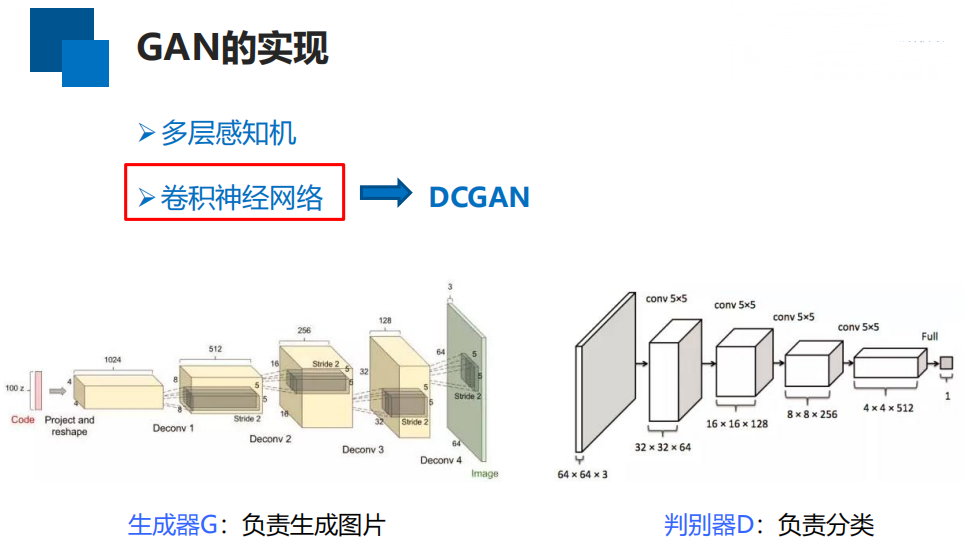 GAN的实现
➢多层感知机
➢卷积神经网络
DCGAN
3
128
256
512
1024
64
5
5
Stride 2
16
Stride 2
5
5
32
5
5
Stride 2
8
5
5
Stride 2
4
4
8
16
32
64
100 z
Code
Project and
reshape
Deconv 1
Deconv 2
Deconv 3
Deconv 4
Image
conv 5×5
conv 5×5
conv 5×5
conv 5×5
Full
1
4×4×512
8×8×256
16×16×128
32×32×64
64×64×3
生成器G：负责生成图片
判别器D：负责分类